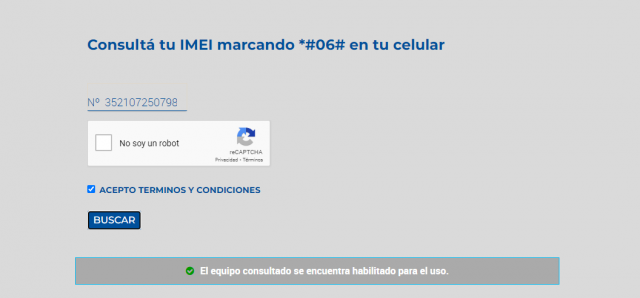 Consultá tu IMEI marcando *#06# en tu celular
Nº 352107250798
No soy un robot
reCAPTCHA
Privacidad • Términos
ACEPTO TERMINOS Y CONDICIONES
BUSCAR
El equipo consultado se encuentra habilitado para el uso.